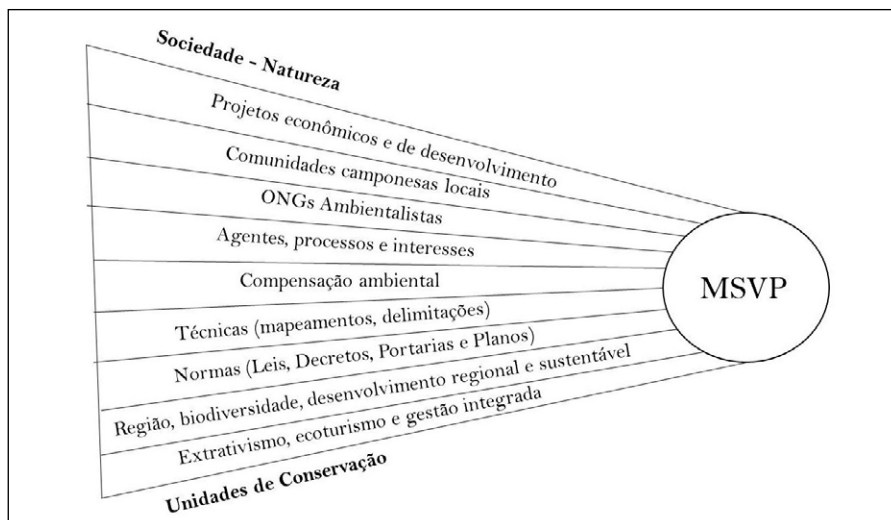 Sociedade - Natureza
Projetos econômicos e de desenvolvimento
Comunidades camponesas locais
ONGs Ambientalistas
Agentes, processos e interesses
Compensação ambiental
Técnicas (mapeamentos, delimitações)
Normas (Leis, Decretos, Portarias e Planos)
Região, biodiversidade, desenvolvimento regional e sustentável
Extrativismo, ecoturismo e gestão integrada
Unidades de Conservação
MSVP